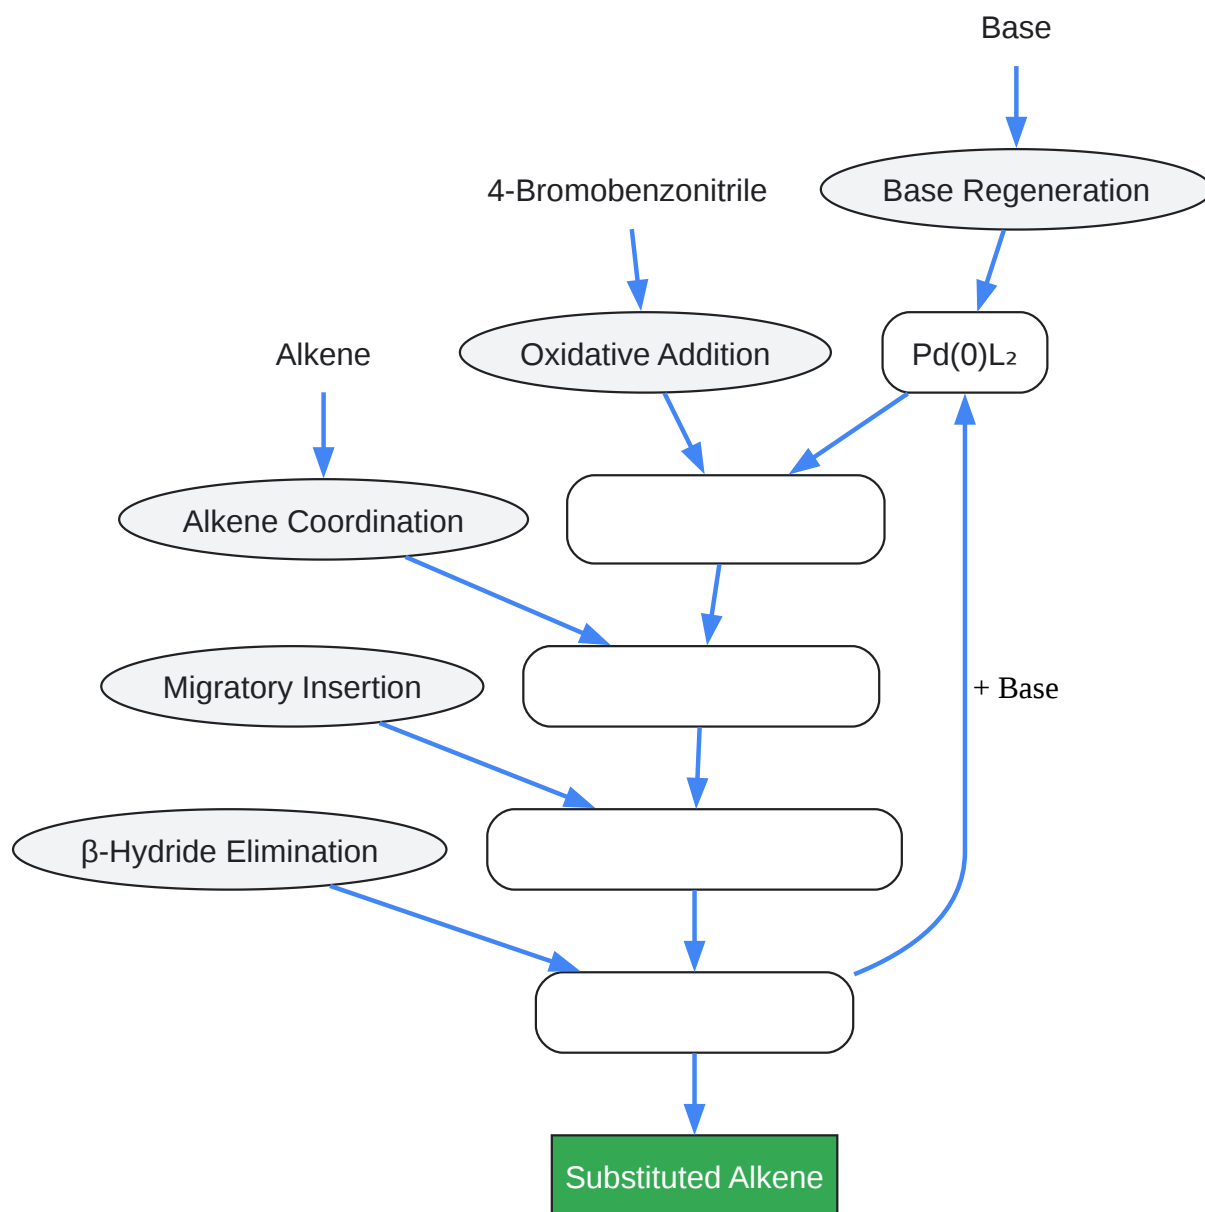 Base
4-Bromobenzonitrile
Base Regeneration
Alkene
Oxidative Addition
Pd(0)L₂
Alkene Coordination
Migratory Insertion
+ Base
β-Hydride Elimination
Substituted Alkene